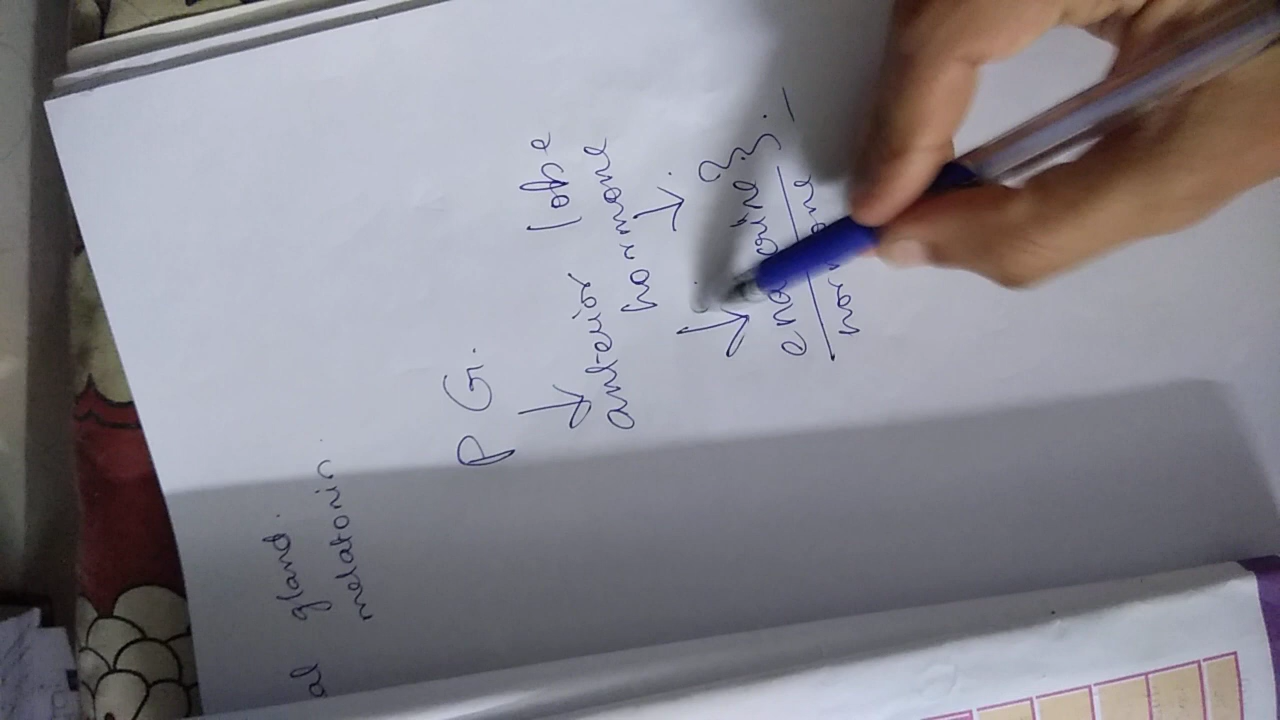 al gland.
melatonin.
P G.
↓
anterior lobe
hormone
↓
↓